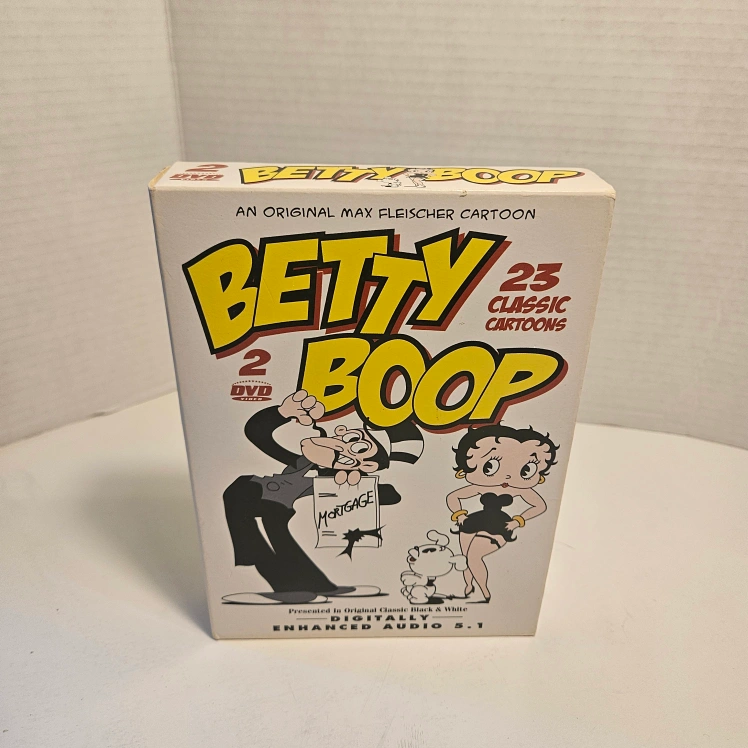 2
DVD
BETTY BOOP
AN ORIGINAL MAX FLEISCHER CARTOON
BETTY
BOOP
23
CLASSIC
CARTOONS
2
DVD
VIDEO
MORTGAGE
Presented In Original Classic Black & White
DIGITALLY
ENHANCED AUDIO 5.1